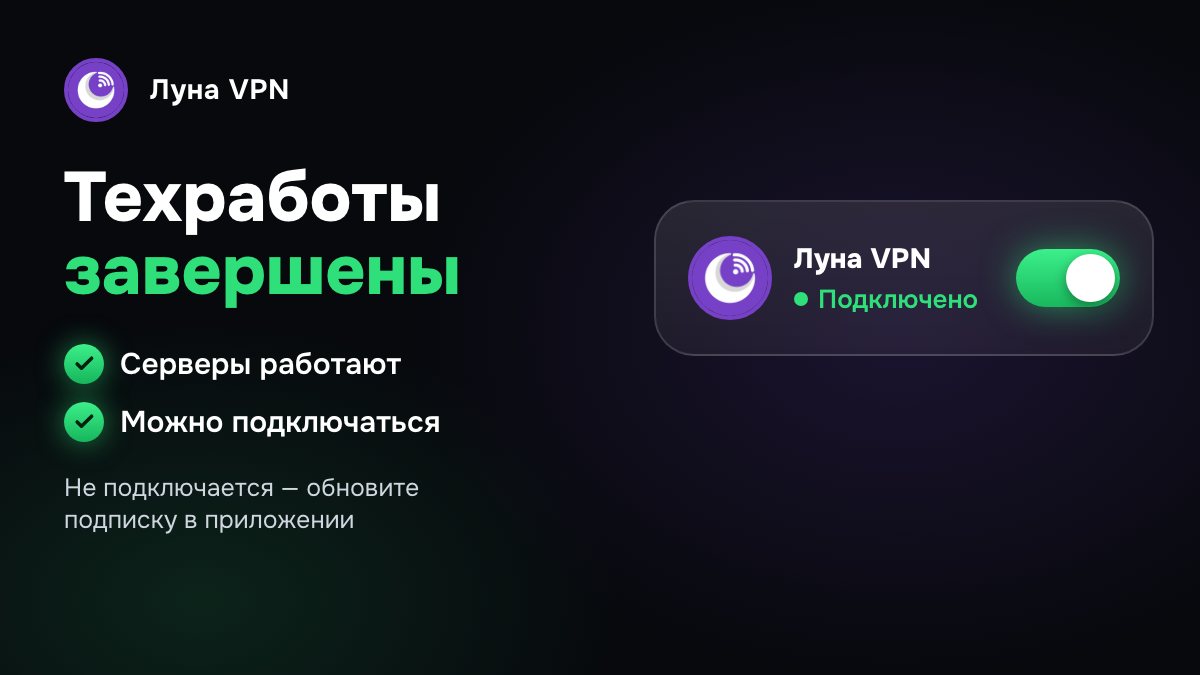 Луна VPN
Техработы
завершены
Серверы работают
Можно подключаться
Не подключается — обновите
подписку в приложении
Луна VPN
Подключено